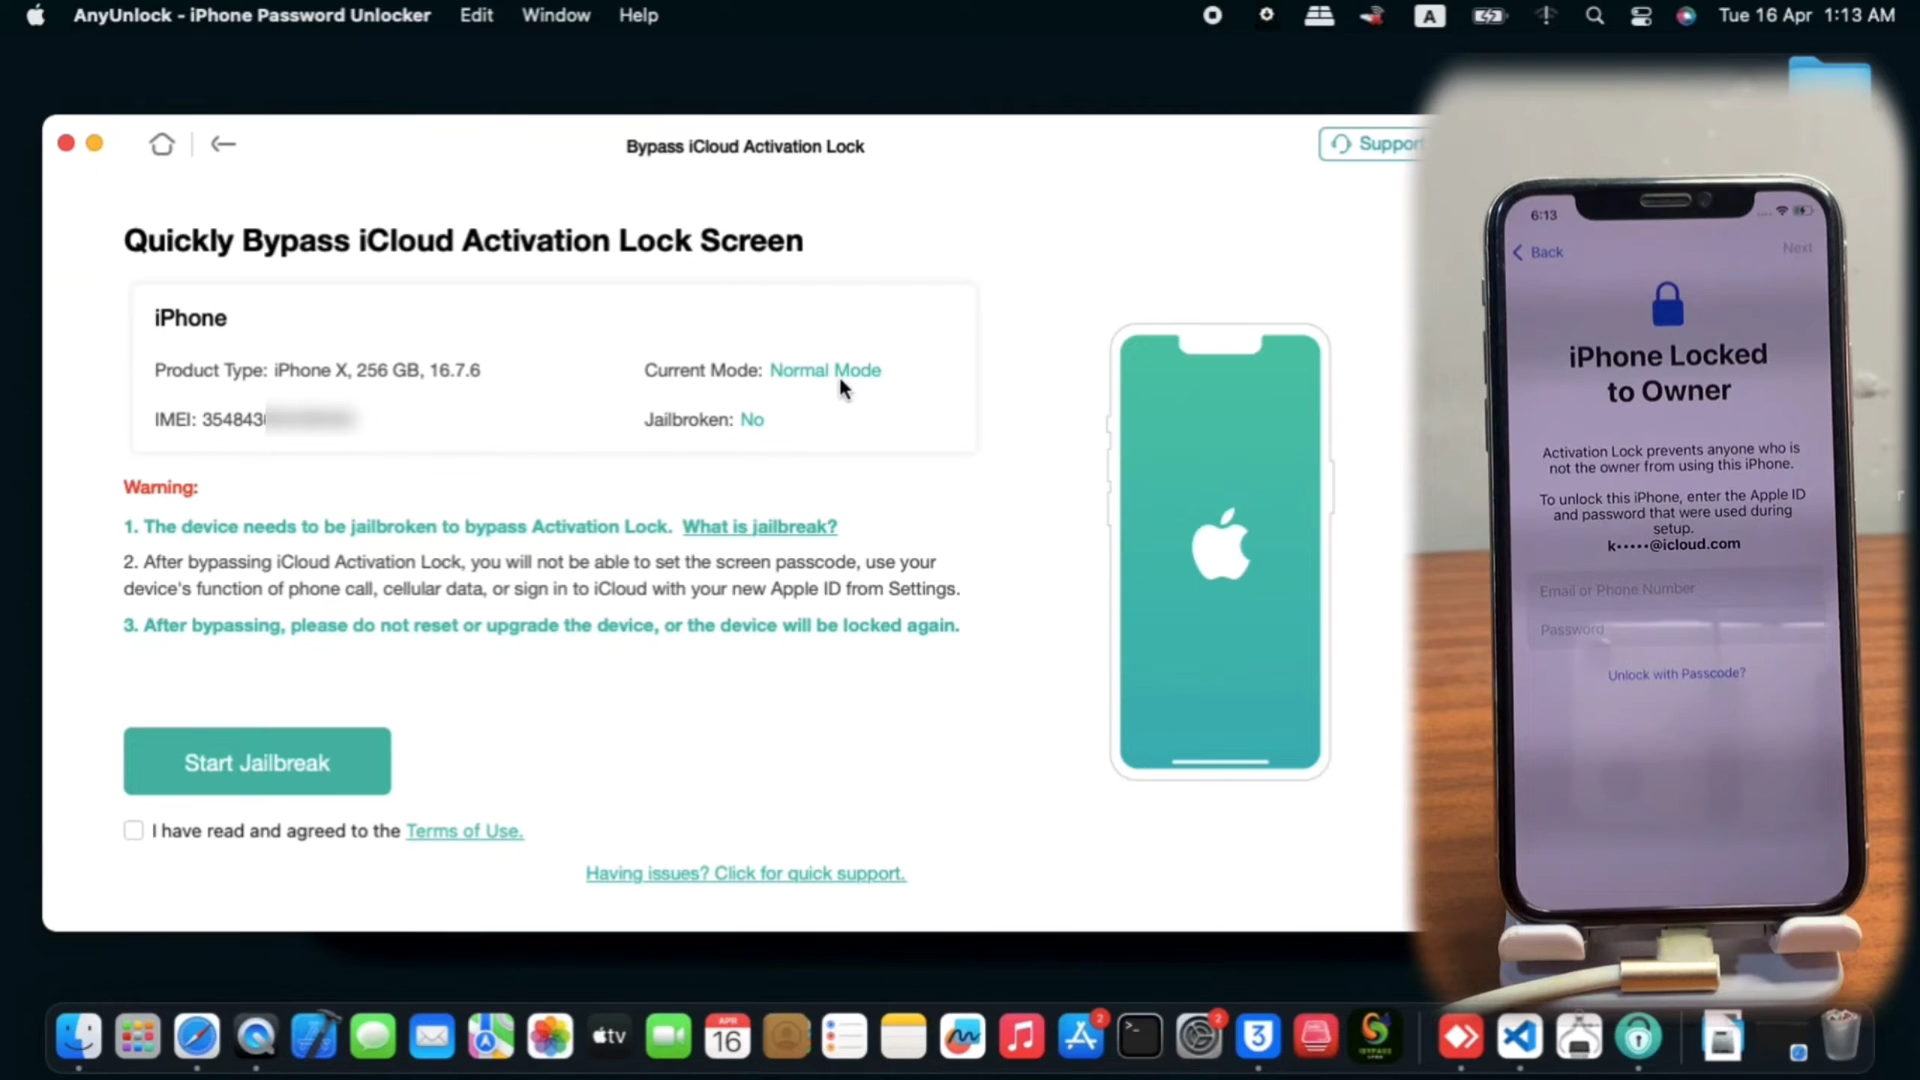 AnyUnlock - iPhone Password Unlocker Edit Window Help A Tue 16 Apr 1:13 AM
Bypass iCloud Activation Lock
Support
Quickly Bypass iCloud Activation Lock Screen
iPhone
Product Type: iPhone X, 256 GB, 16.7.6
Current Mode: Normal Mode
IMEI: 354843
Jailbroken: No
Warning:
1. The device needs to be jailbroken to bypass Activation Lock. What is jailbreak?
2. After bypassing iCloud Activation Lock, you will not be able to set the screen passcode, use your
device's function of phone call, cellular data, or sign in to iCloud with your new Apple ID from Settings.
3. After bypassing, please do not reset or upgrade the device, or the device will be locked again.
Start Jailbreak
I have read and agreed to the Terms of Use.
Having issues? Click for quick support.
6:13
Back Next
iPhone Locked
to Owner
Activation Lock prevents anyone who is
not the owner from using this iPhone.
To unlock this iPhone, enter the Apple ID
and password that were used during
setup.
k•••••@icloud.com
Email or Phone Number
Password
Unlock with Passcode?
tv
APR
16
2
2
3